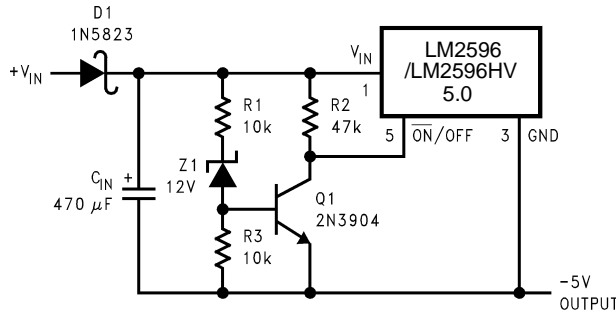 D1
1N5823
+VIN
VIN
1
LM2596
/LM2596HV
5.0
R1
10k
R2
47k
5
ON/OFF
3
GND
Z1
12V
CIN
+
470 μF
Q1
2N3904
R3
10k
-5V
OUTPUT